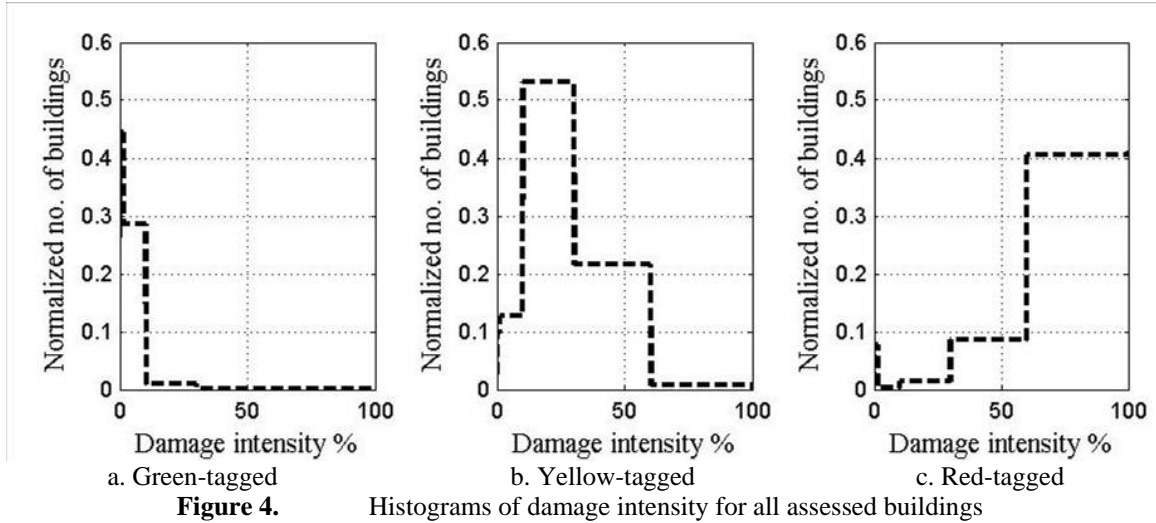 0.6
0.5
0.4
0.3
0.2
0.1
0
0 50 100
Normalized no. of buildings
Damage intensity %
a. Green-tagged
0.6
0.5
0.4
0.3
0.2
0.1
0
0 50 100
Normalized no. of buildings
Damage intensity %
b. Yellow-tagged
0.6
0.5
0.4
0.3
0.2
0.1
0
0 50 100
Normalized no. of buildings
Damage intensity %
c. Red-tagged
Figure 4. Histograms of damage intensity for all assessed buildings